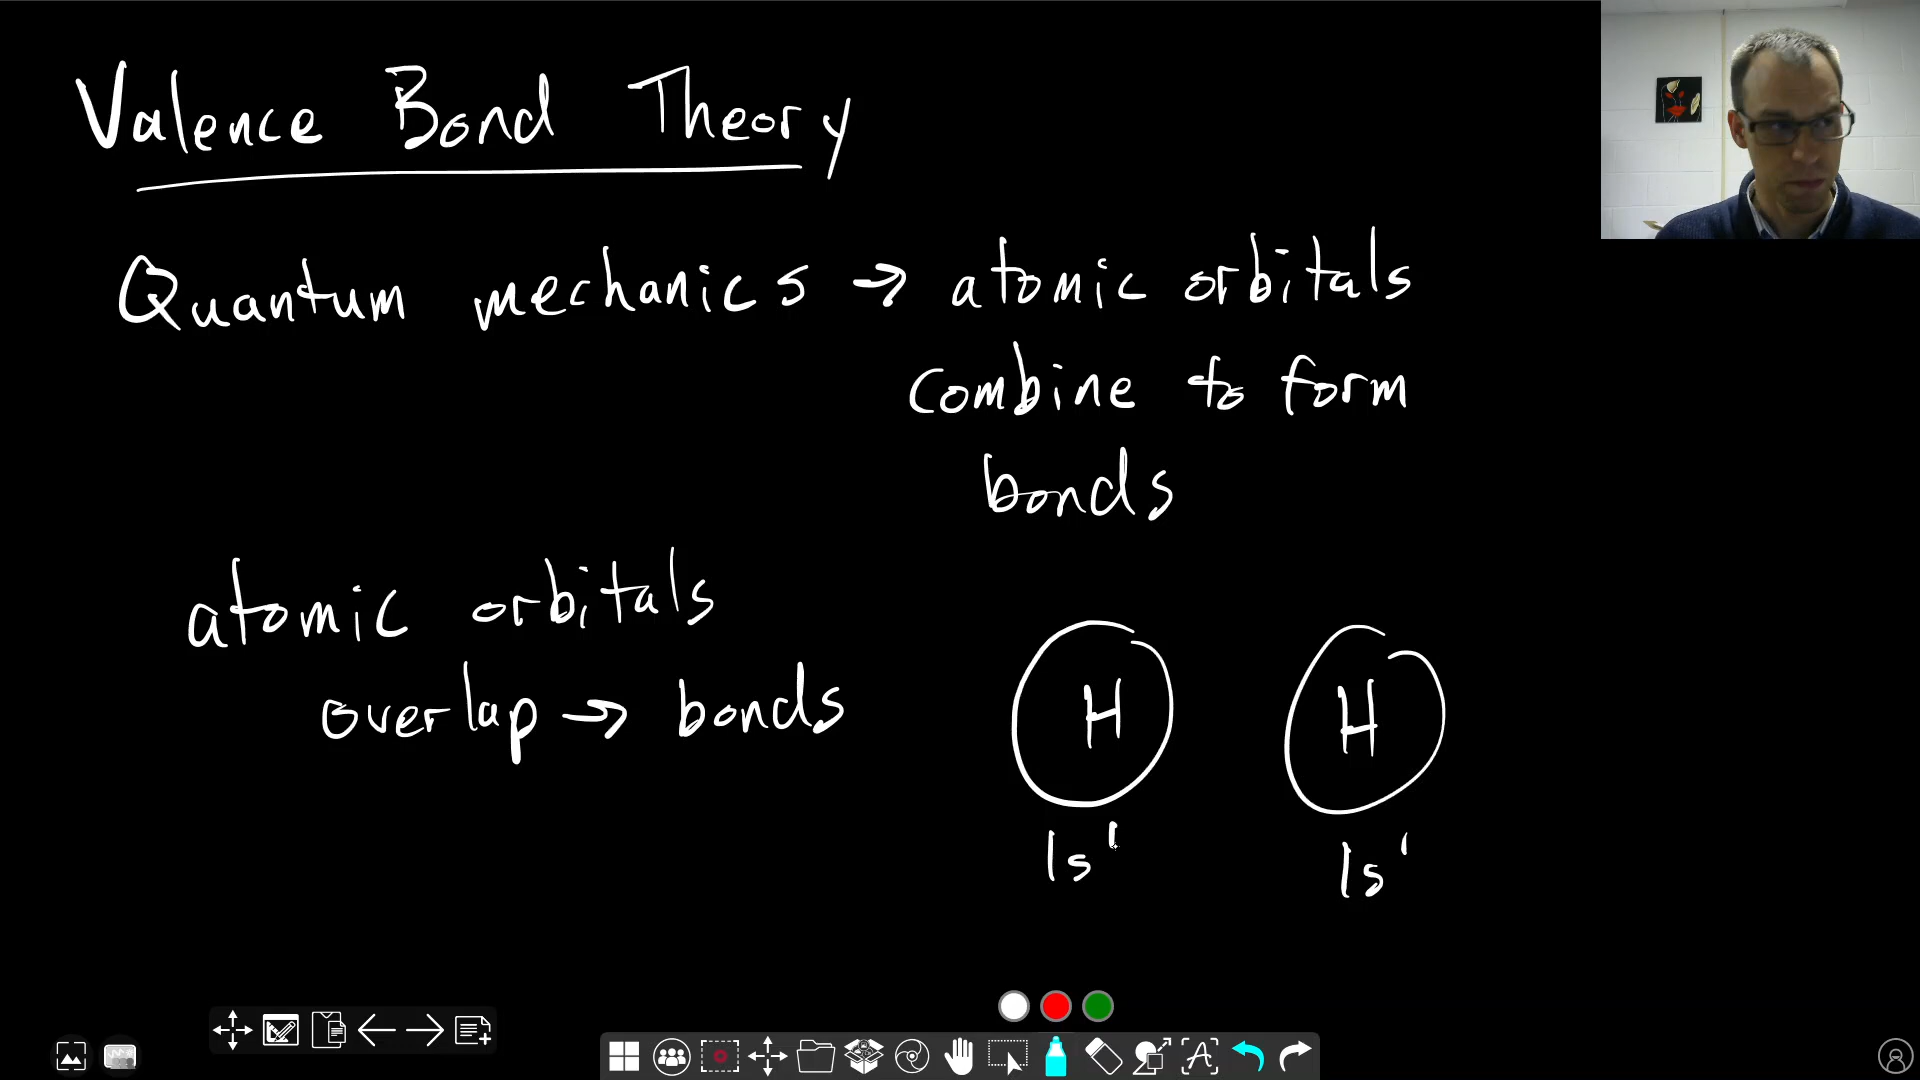 Valence Bond Theory
Quantum mechanics → atomic orbitals
combine to form
bonds
atomic orbitals
overlap → bonds
H H
1s¹ 1s¹